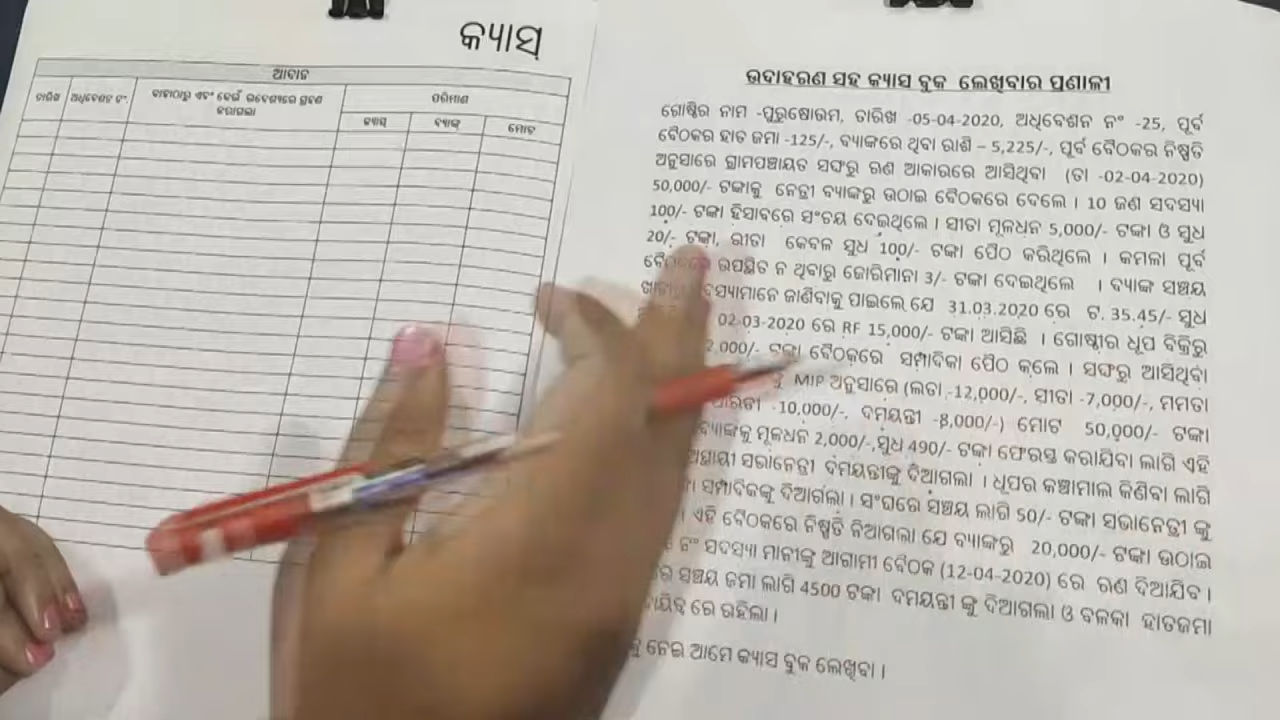 କ୍ୟାସ୍
ଆବାଜ
ତାରିଖ ଅଧିବେଶନ ନଂ.
ପରିମାଣ
କ୍ୟାସ୍ ବ୍ୟାଙ୍କ୍ ମୋଟ
ଉଦାହରଣ ସହ କ୍ୟାସ ବୁକ ଲେଖିବାର ପ୍ରଣାଳୀ
ଗୋଷ୍ଠିର ନାମ -ପୁରୁଷୋତ୍ତମ, ତାରିଖ -05-04-2020, ଅଧିବେଶନ ନଂ -25, ପୂର୍ବ
ବୈଠକର ହାତ ଜମା -125/-, ବ୍ୟାଙ୍କରେ ଥିବା ରାଶି – 5,225/-, ପୂର୍ବ ବୈଠକର ନିଷ୍ପତି
ଅନୁସାରେ ଗ୍ରାମପଞ୍ଚାୟତ ସଙ୍ଘରୁ ଋଣ ଆକାରରେ ଆସିଥିବା (ତା -02-04-2020)
50,000/- ଟଙ୍କାକୁ ନେତ୍ରୀ ବ୍ୟାଙ୍କରୁ ଉଠାଇ ବୈଠକରେ ଦେଲେ । 10 ଜଣ ସଦସ୍ୟା
100/- ଟଙ୍କା ହିସାବରେ ସଂଚୟ ଦେଇଥିଲେ । ସୀତା ମୂଳଧନ 5,000/- ଟଙ୍କା ଓ ସୁଧ
20/- ଟଙ୍କା, ରୀତା କେବଳ ସୁଧ 100/- ଟଙ୍କା ପୈଠ କରିଥିଲେ । କମଳା ପୂର୍ବ
ଉପସ୍ଥିତ ନ ଥିବାରୁ ଜୋରିମାନା 3/- ଟଙ୍କା ଦେଇଥିଲେ । ବ୍ୟାଙ୍କ ସଞ୍ଚୟ
ଜାଣିବାକୁ ପାଇଲେ ଯେ 31.03.2020 ରେ ଟ. 35.45/- ସୁଧ
02-03-2020 ରେ RF 15,000/- ଟଙ୍କା ଆସିଛି । ଗୋଷ୍ଠୀର ଧୂପ ବିକ୍ରିରୁ
2,000/- ଟଙ୍କା ବୈଠକରେ ସମ୍ପାଦିକା ପୈଠ କଲେ । ସଙ୍ଘରୁ ଆସିଥିବା
MIP ଅନୁସାରେ (ଲତା -12,000/-, ସୀତା -7,000/-, ମମତା
-10,000/-, ଦମୟନ୍ତୀ -8,000/-) ମୋଟ 50,000/- ଟଙ୍କା
ବ୍ୟାଙ୍କକୁ ମୂଳଧନ 2,000/-,ସୁଧ 490/- ଟଙ୍କା ଫେରସ୍ତ କରାଯିବା ଲାଗି ଏହି
ଅସ୍ଥାୟୀ ସଭାନେତ୍ରୀ ଦମୟନ୍ତୀକୁ ଦିଆଗଲା । ଧୂପର କଞ୍ଚାମାଲ କିଣିବା ଲାଗି
ସମ୍ପାଦିକକୁ ଦିଆଗଲା । ସଂଘରେ ସଞ୍ଚୟ ଲାଗି 50/- ଟଙ୍କା ସଭାନେତ୍ରୀ ଙ୍କୁ
। ଏହି ବୈଠକରେ ନିଷ୍ପତି ନିଆଗଲା ଯେ ବ୍ୟାଙ୍କରୁ 20,000/- ଟଙ୍କା ଉଠାଇ
ନଂ ସଦସ୍ୟା ମାନୀଙ୍କୁ ଆଗାମୀ ବୈଠକ (12-04-2020) ରେ ଋଣ ଦିଆଯିବ ।
ସଞ୍ଚୟ ଜମା ଲାଗି 4500 ଟଙ୍କା ଦମୟନ୍ତୀ ଙ୍କୁ ଦିଆଗଲା ଓ ବଳକା ହାତଜମା
ରେ ରହିଲା ।
ନେଇ ଆମେ କ୍ୟାସ ବୁକ ଲେଖିବା ।